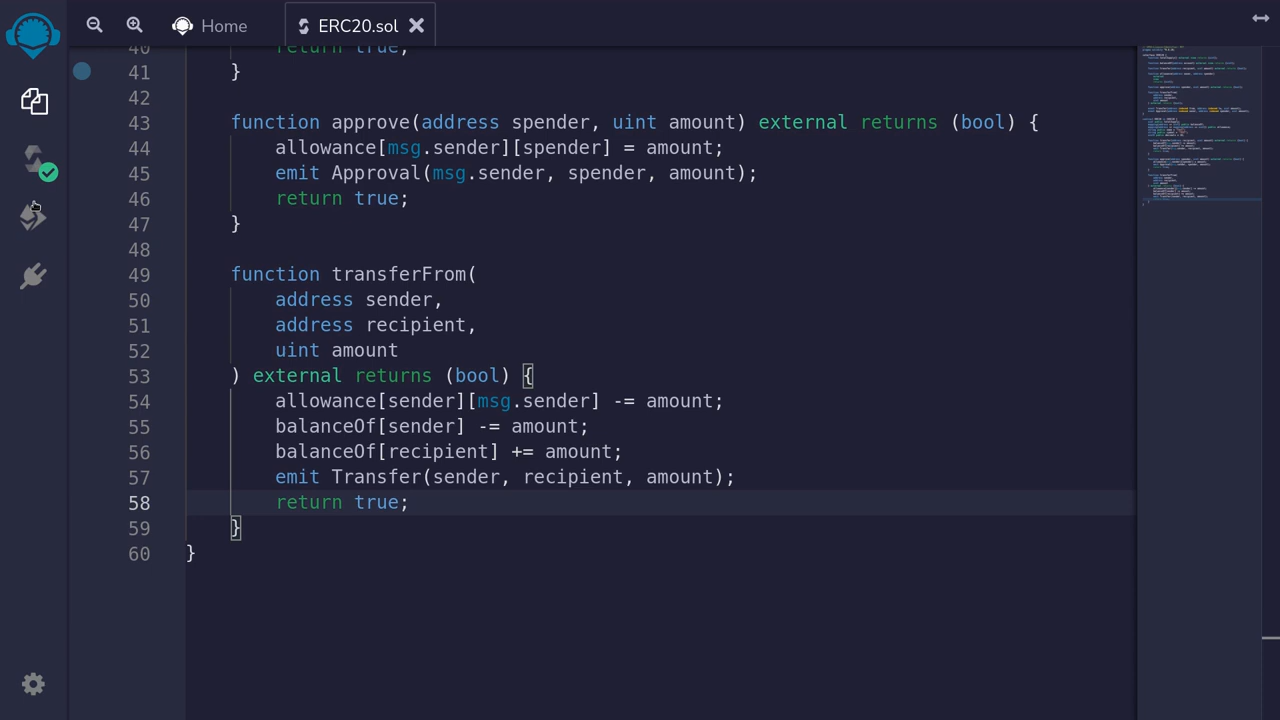 Home
ERC20.sol
40 return true;
41 }
42
43 function approve(address spender, uint amount) external returns (bool) {
44 allowance[msg.sender][spender] = amount;
45 emit Approval(msg.sender, spender, amount);
46 return true;
47 }
48
49 function transferFrom(
50 address sender,
51 address recipient,
52 uint amount
53 ) external returns (bool) {
54 allowance[sender][msg.sender] -= amount;
55 balanceOf[sender] -= amount;
56 balanceOf[recipient] += amount;
57 emit Transfer(sender, recipient, amount);
58 return true;
59 }
60 }